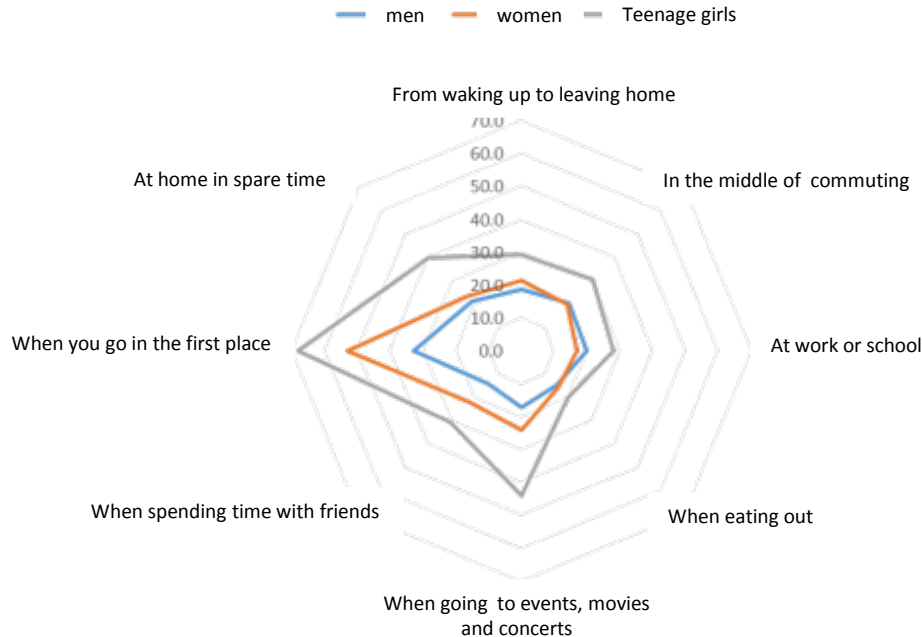 men women Teenage girls
From waking up to leaving home
70.0
60.0
At home in spare time
In the middle of commuting
50.0
40.0
30.0
20.0
10.0
When you go in the first place
0.0
At work or school
When spending time with friends
When eating out
When going to events, movies
and concerts